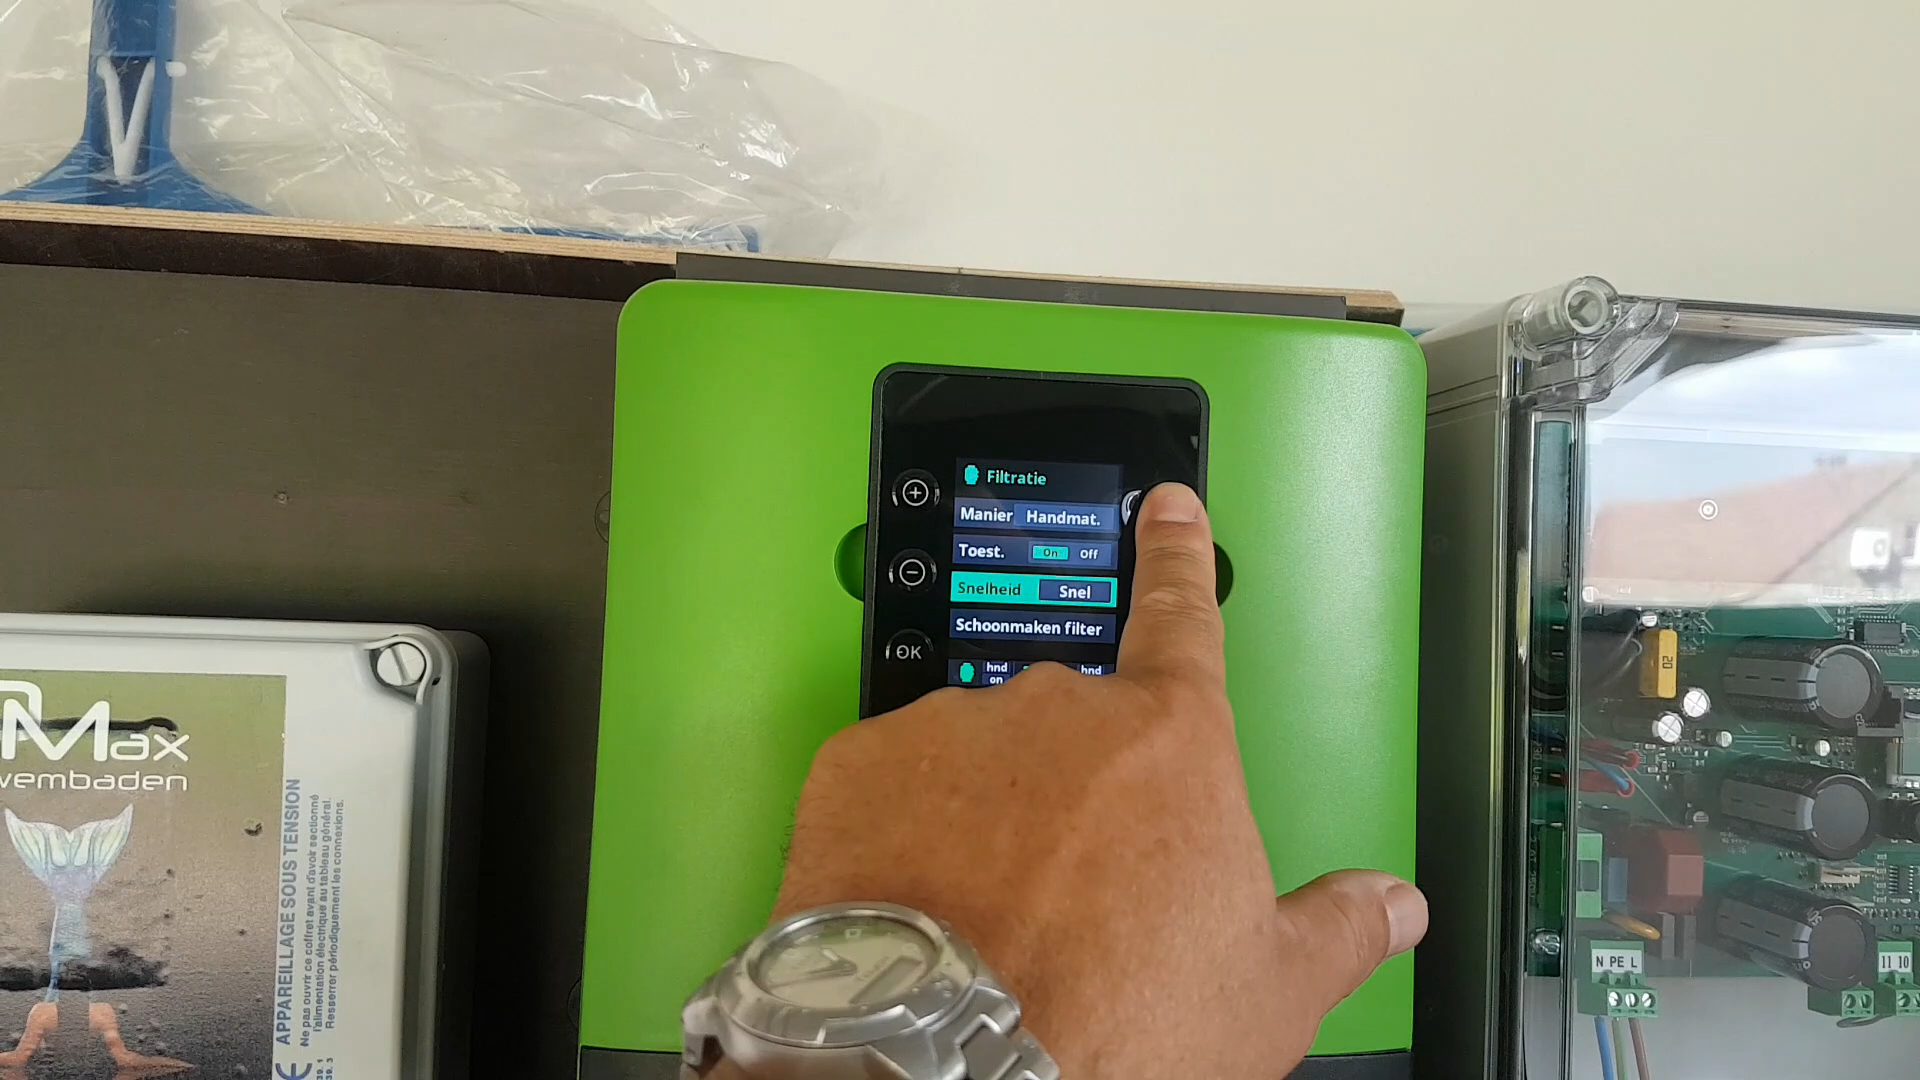 Filtratie
Manier Handmat.
Toest. On Off
Snelheid Snel
Schoonmaken filter
hnd
on
hnd
+
−
OK
Max
wembaden
APPAREILLAGE SOUS TENSION
Ne pas ouvrir ce coffret avant d'avoir sectionné
l'alimentation électrique au tableau général.
Resserrer périodiquement les connexions.
CE
N PE L
11 10